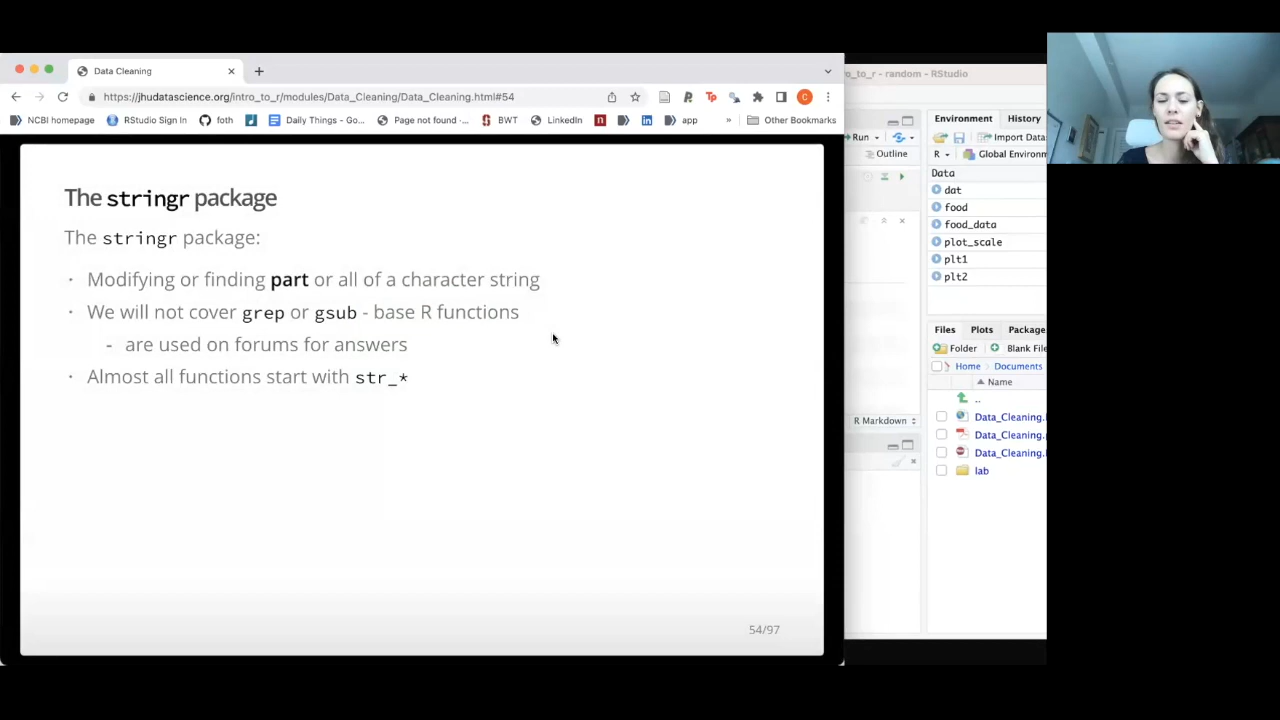 Data Cleaning
https://jhudatascience.org/intro_to_r/modules/Data_Cleaning/Data_Cleaning.html#54
NCBI homepage RStudio Sign In foth Daily Things - Go... Page not found -... BWT LinkedIn app » Other Bookmarks
The stringr package
The stringr package:
· Modifying or finding part or all of a character string
· We will not cover grep or gsub - base R functions
- are used on forums for answers
· Almost all functions start with str_*
54/97
ro_to_r - random - RStudio
Run
Outline
R Markdown
Environment History
Import Datas
R Global Environm
Data
dat
food
food_data
plot_scale
plt1
plt2
Files Plots Package
Folder Blank File
Home Documents
Name
..
Data_Cleaning.
Data_Cleaning.
Data_Cleaning.
lab